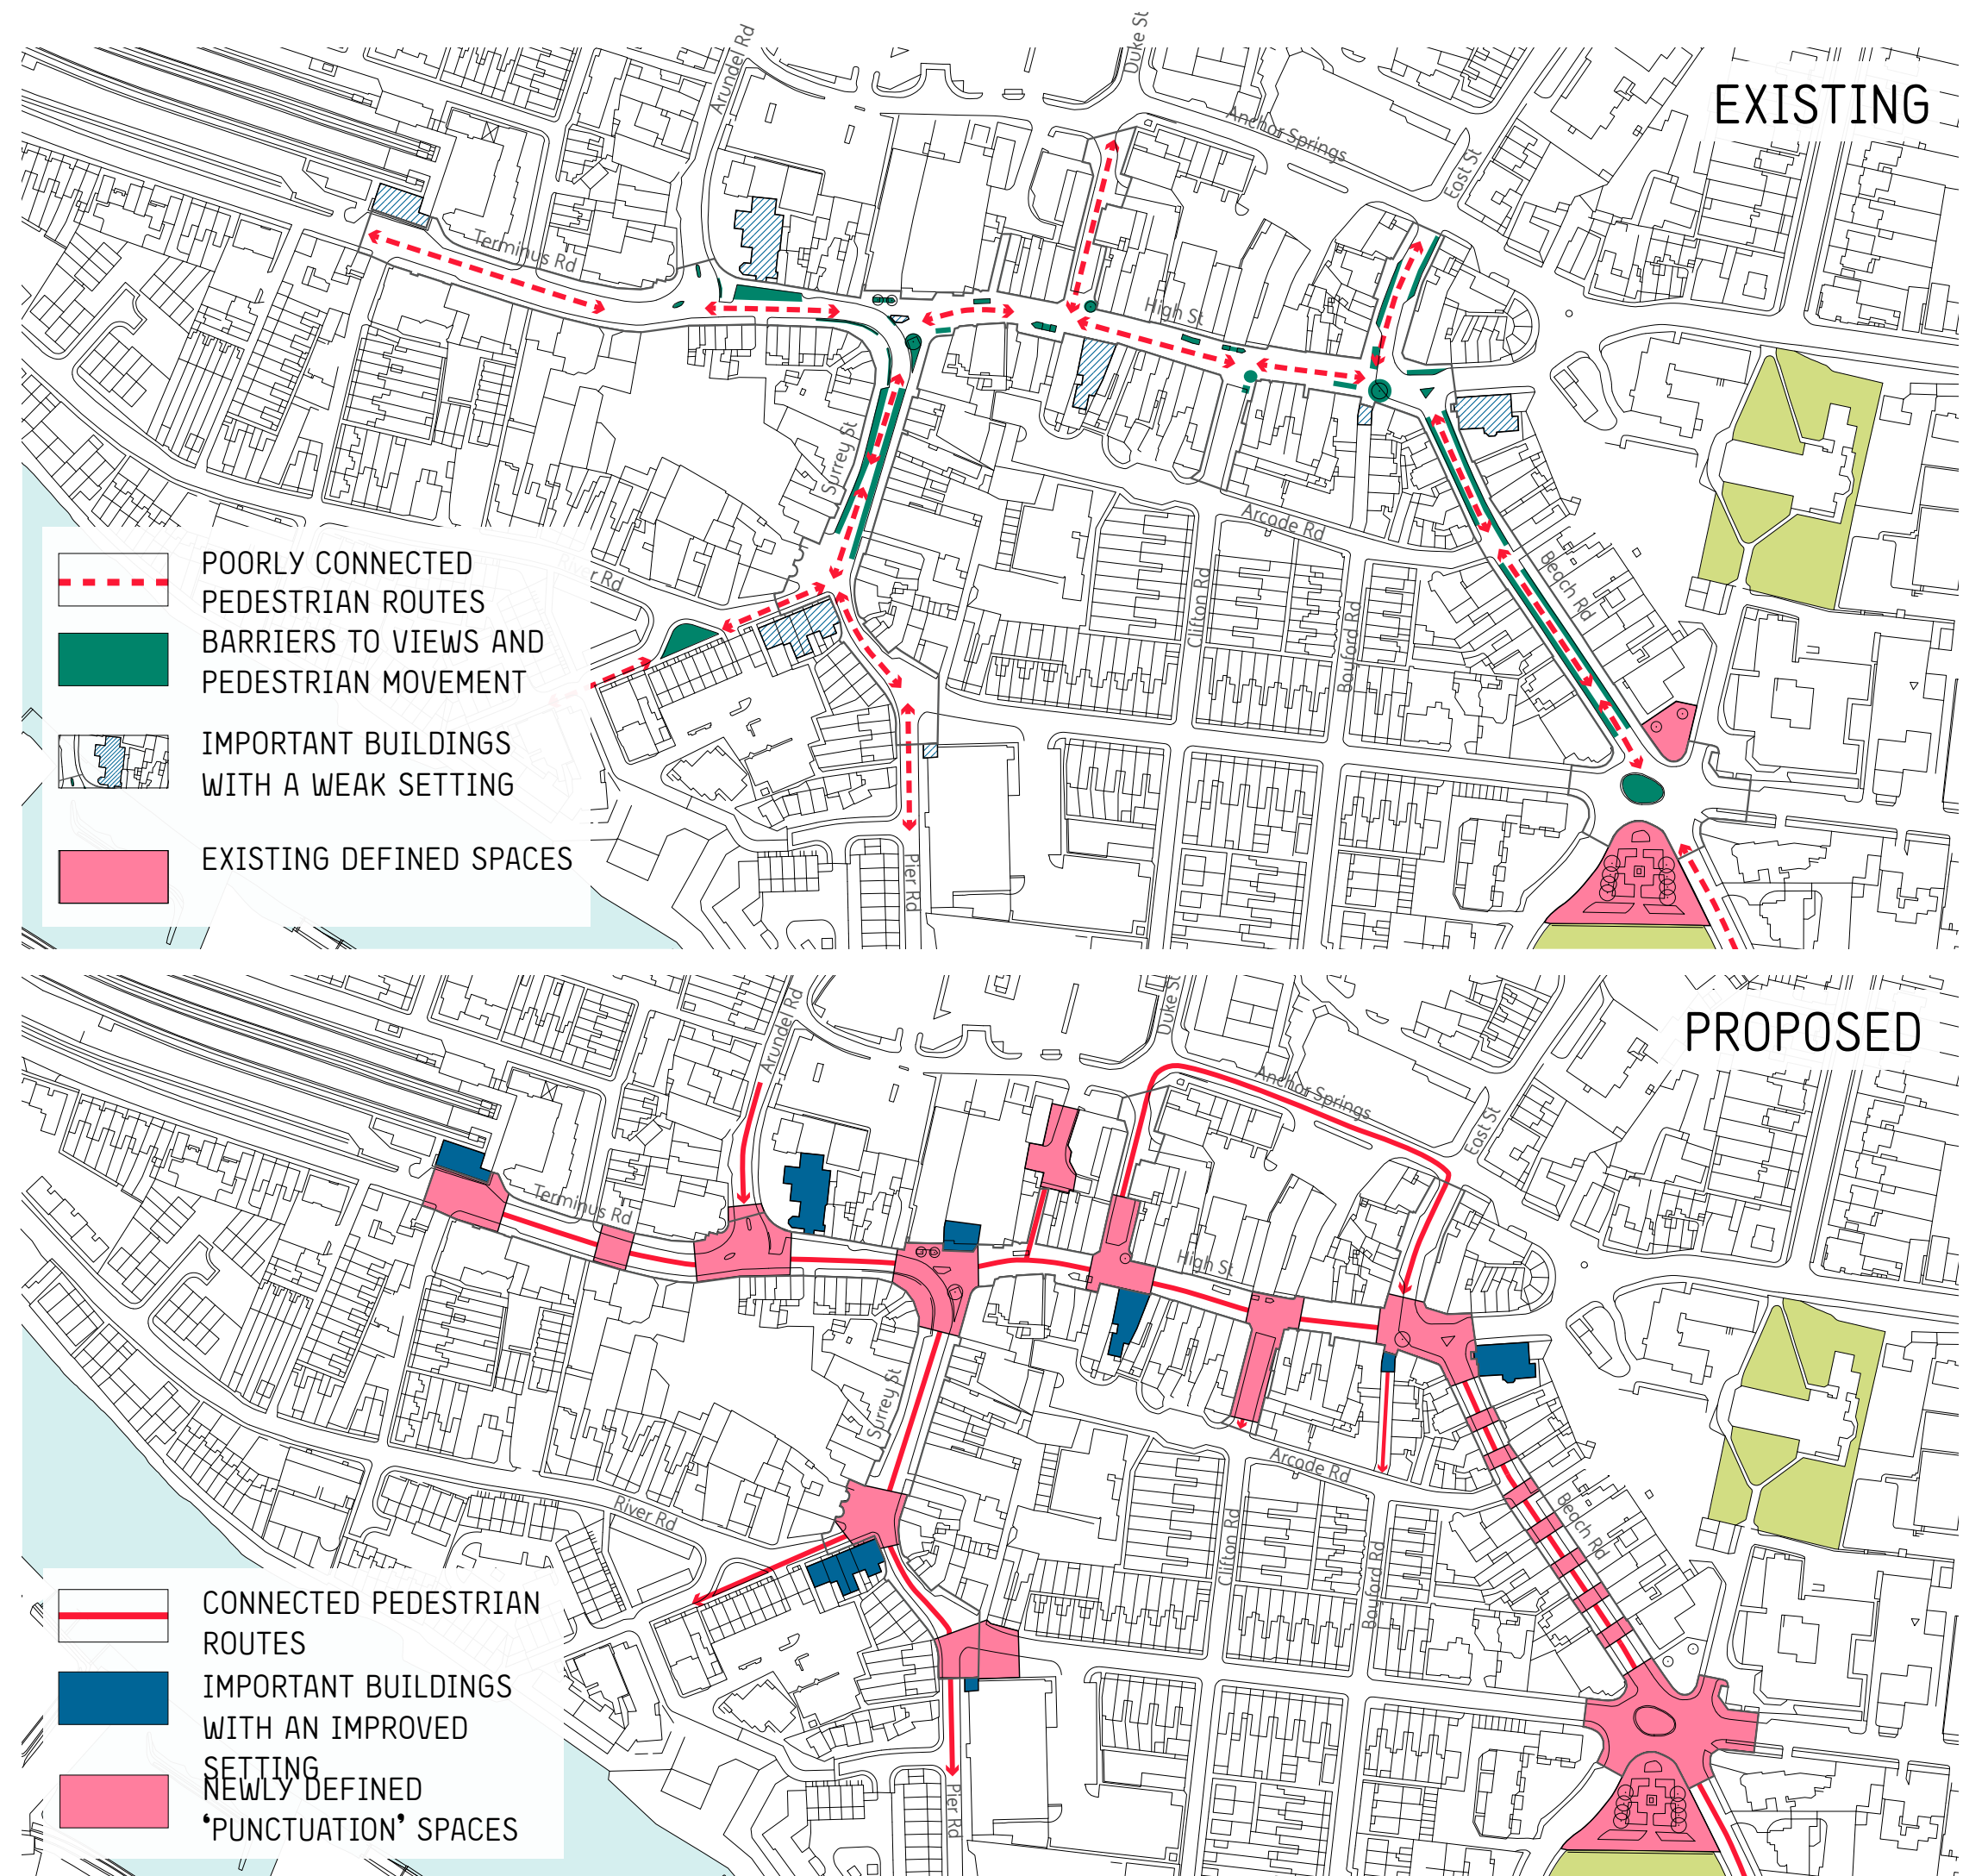 Arundel Rd
Duke St
EXISTING
Anchor Springs
East St
Terminus Rd
High St
Surrey St
Arcade Rd
River Rd
Beach Rd
Clifton Rd
Bayford Rd
Pier Rd
POORLY CONNECTED
PEDESTRIAN ROUTES
BARRIERS TO VIEWS AND
PEDESTRIAN MOVEMENT
IMPORTANT BUILDINGS
WITH A WEAK SETTING
EXISTING DEFINED SPACES
Arundel Rd
Duke St
PROPOSED
Anchor Springs
East St
Terminus Rd
High St
Surrey St
Arcade Rd
River Rd
Beach Rd
Clifton Rd
Bayford Rd
Pier Rd
CONNECTED PEDESTRIAN
ROUTES
IMPORTANT BUILDINGS
WITH AN IMPROVED
SETTING
NEWLY DEFINED
‘PUNCTUATION’ SPACES